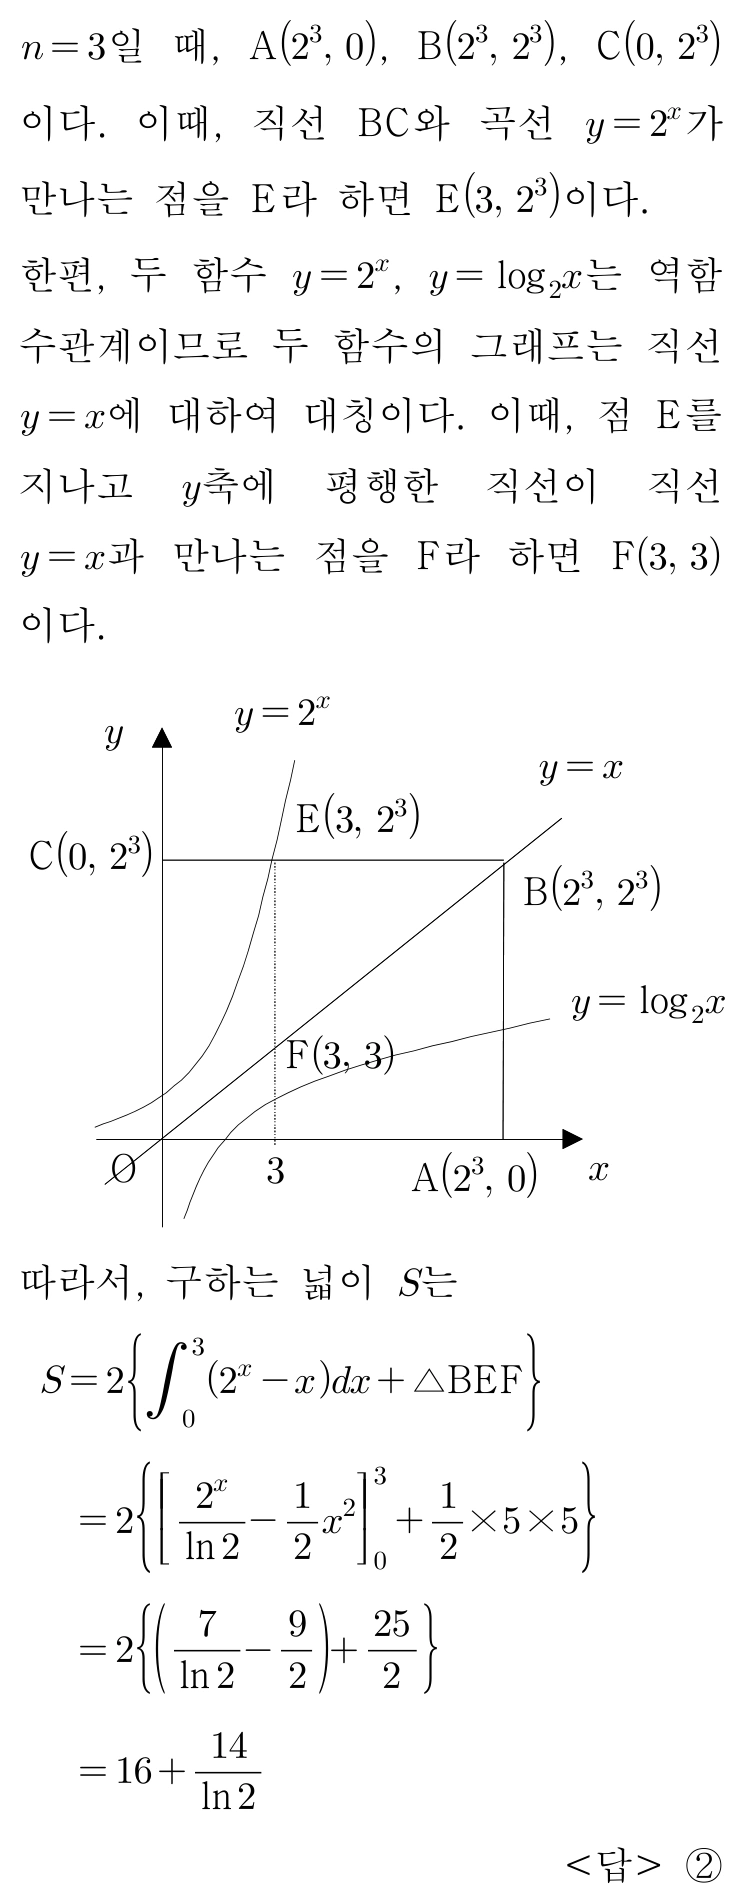 n=3일 때, A(2³, 0), B(2³, 2³), C(0, 2³)
이다. 이때, 직선 BC와 곡선 y=2ˣ가
만나는 점을 E라 하면 E(3, 2³)이다.
한편, 두 함수 y=2ˣ, y=log₂x는 역함
수관계이므로 두 함수의 그래프는 직선
y=x에 대하여 대칭이다. 이때, 점 E를
지나고 y축에 평행한 직선이 직선
y=x과 만나는 점을 F라 하면 F(3, 3)
이다.
y=2ˣ
y
y=x
E(3, 2³)
C(0, 2³)
B(2³, 2³)
y=log₂x
F(3, 3)
O
3
A(2³, 0)
x
따라서, 구하는 넓이 S는
S=2{∫₀³(2ˣ-x)dx+△BEF}
=2{[2ˣ/ln2-1/2x²]₀³+1/2×5×5}
=2{(7/ln2-9/2)+25/2}
=16+14/ln2
<답> ②